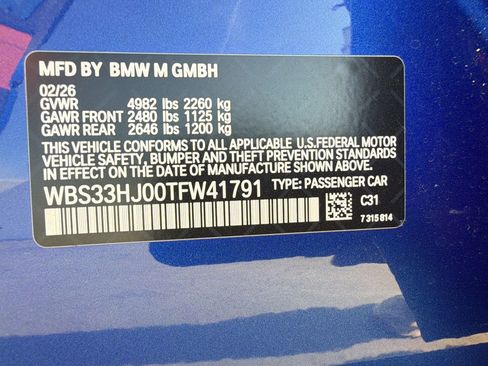 MFD BY BMW M GMBH
02/26
GVWR 4982 lbs 2260 kg
GAWR FRONT 2480 lbs 1125 kg
GAWR REAR 2646 lbs 1200 kg
THIS VEHICLE CONFORMS TO ALL APPLICABLE U.S.FEDERAL MOTOR
VEHICLE SAFETY, BUMPER AND THEFT PREVENTION STANDARDS
IN EFFECT ON THE DATE OF MANUFACTURE SHOWN ABOVE.
WBS33HJ00TFW41791 TYPE: PASSENGER CAR
C31
7 315 814